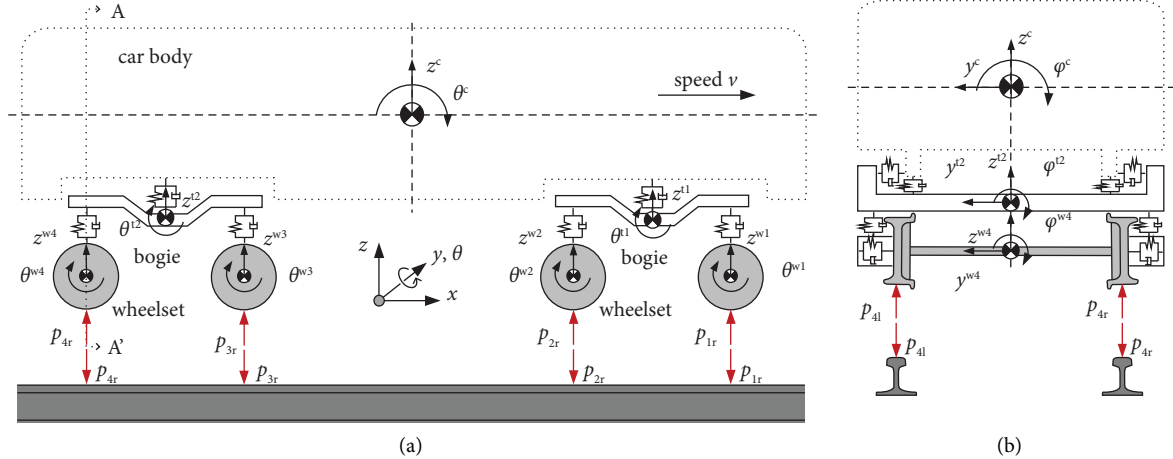 A
car body
z^c
θ^c
speed v
z^t2
θ^t2
bogie
z^t1
θ^t1
bogie
z^w4
z^w3
z^w2
z^w1
θ^w4
θ^w3
θ^w2
θ^w1
wheelset
wheelset
z
y, θ
x
p_4r
A'
p_3r
p_2r
p_1r
p_4r
p_3r
p_2r
p_1r
(a)
z^c
y^c
φ^c
y^t2
z^t2
φ^t2
z^w4
φ^w4
y^w4
p_4l
p_4r
p_4l
p_4r
(b)